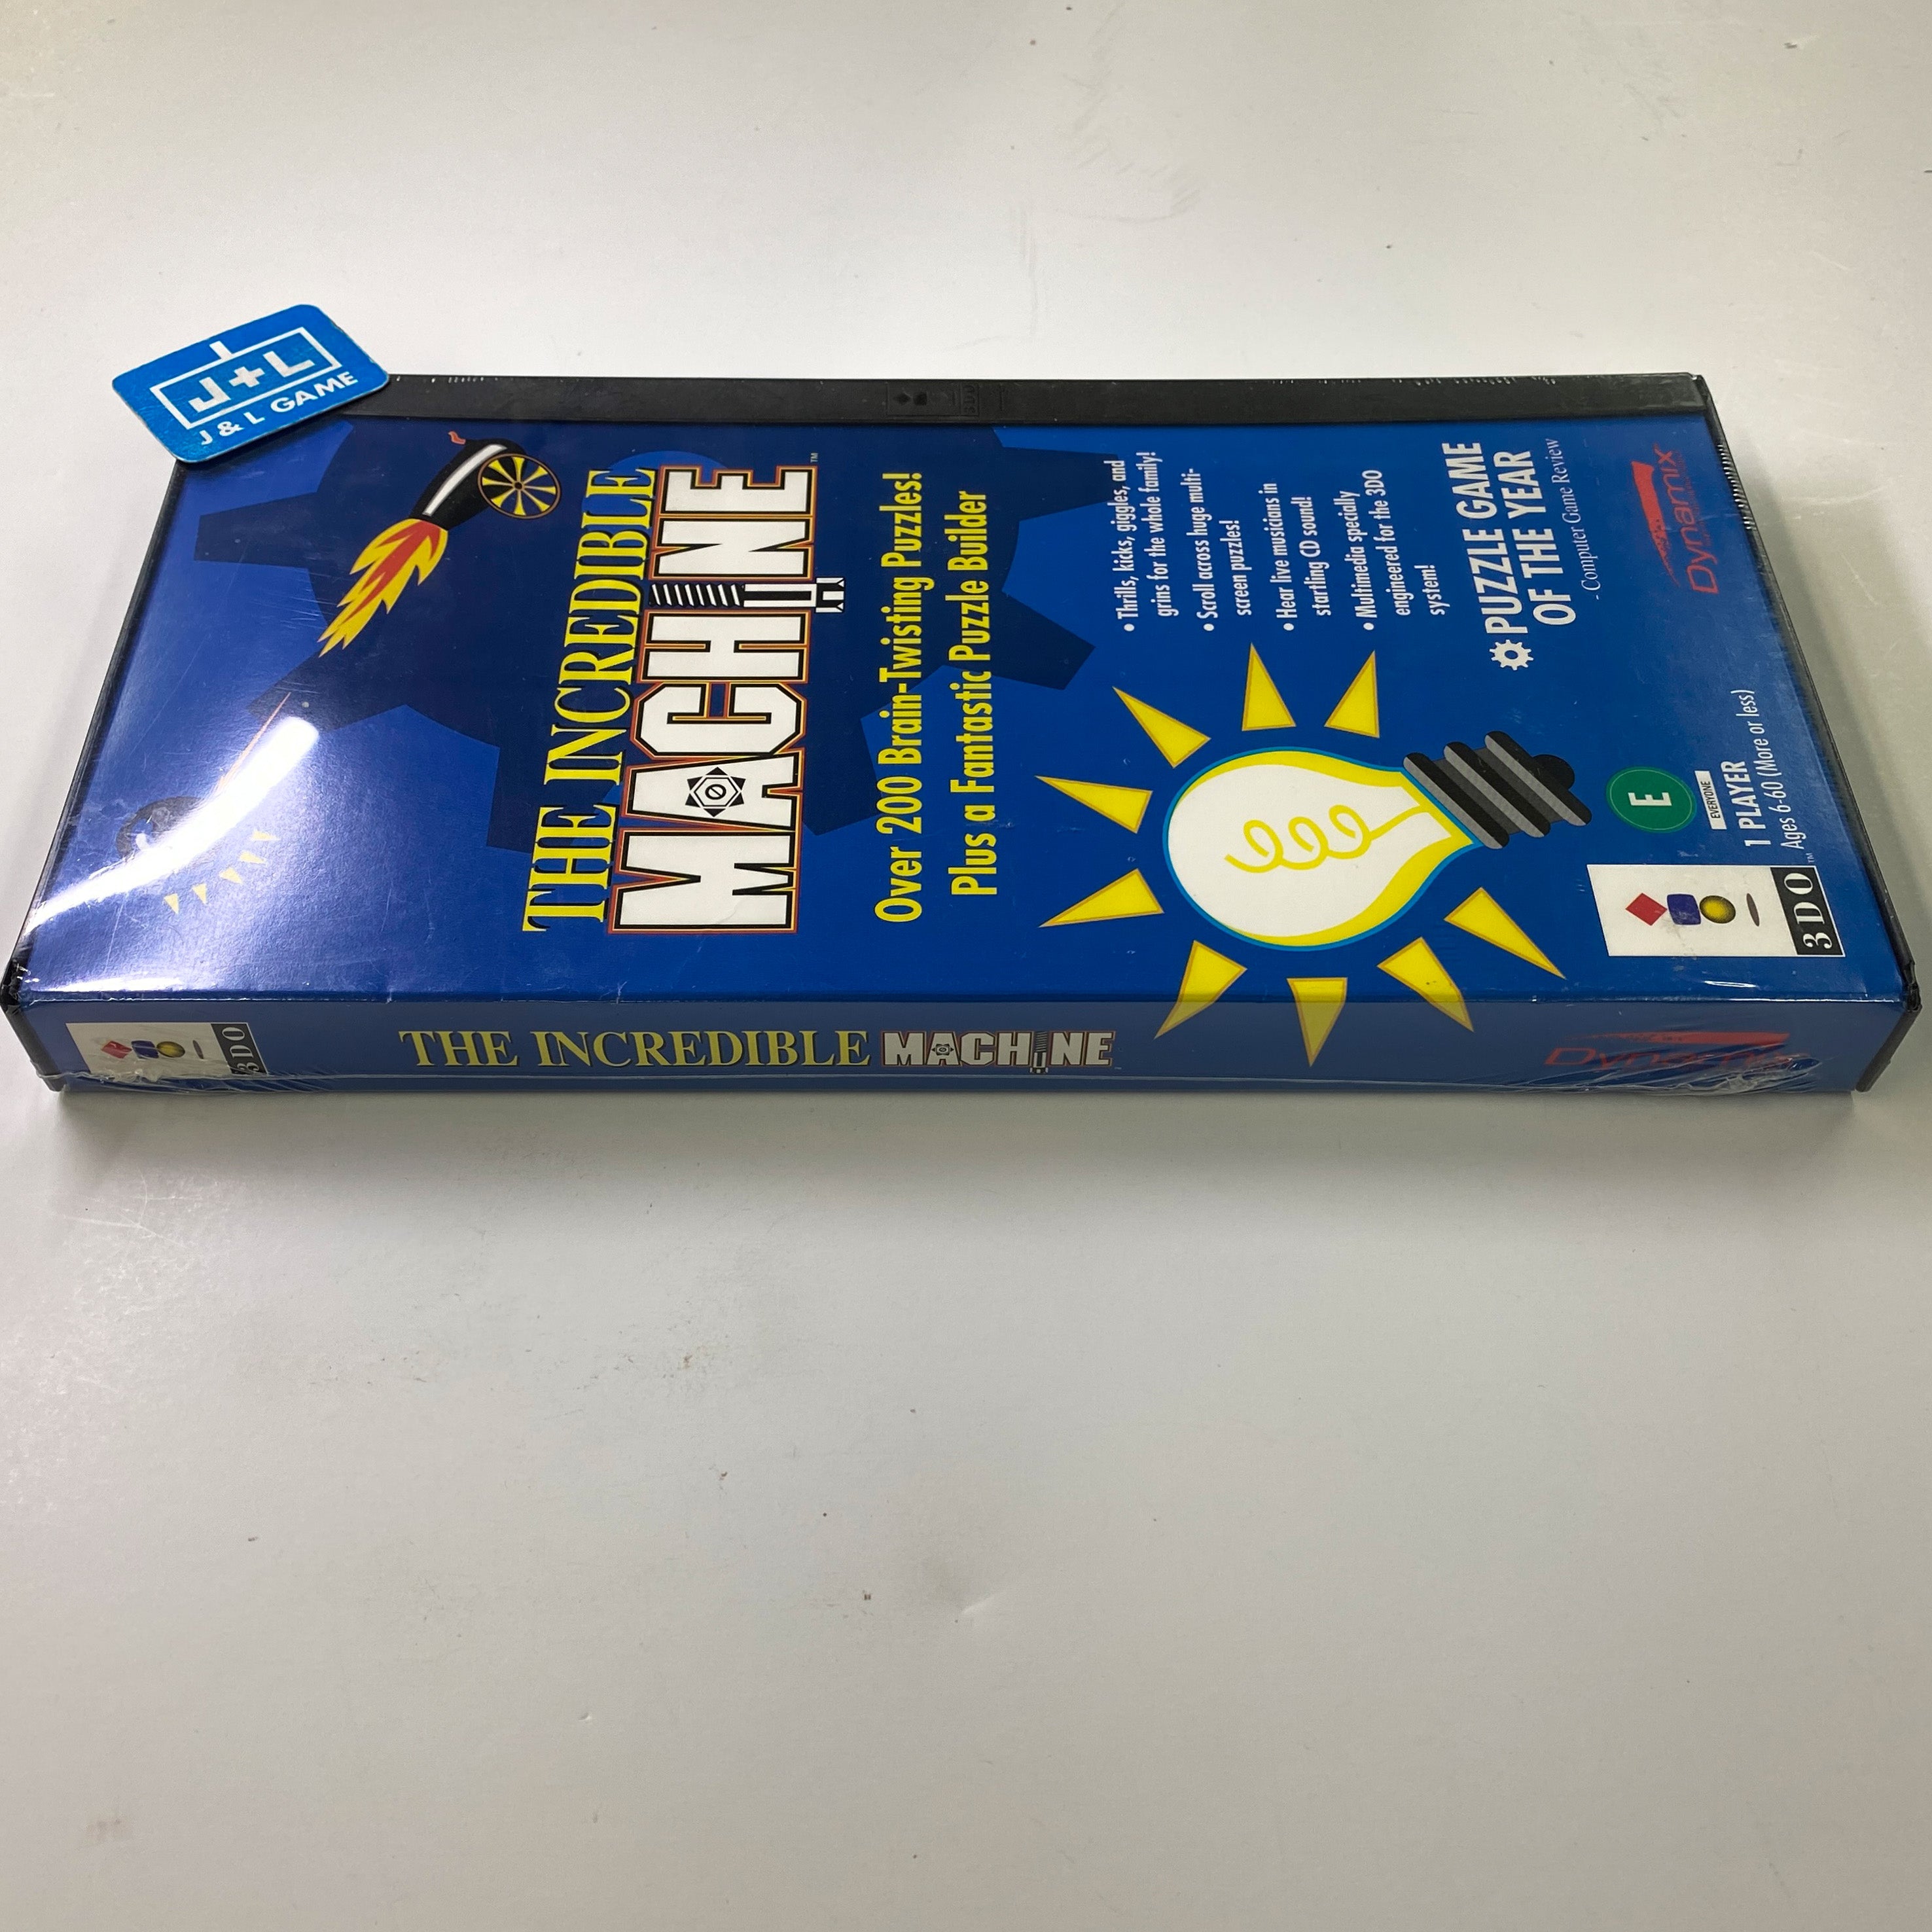 J+L
J & L GAME
THE INCREDIBLE
MACHINE™
Over 200 Brain-Twisting Puzzles!
Plus a Fantastic Puzzle Builder
• Thrills, kicks, giggles, and
grins for the whole family!
• Scroll across huge multi-
screen puzzles!
• Hear live musicians in
startling CD sound!
• Multimedia specially
engineered for the 3DO
system!
PUZZLE GAME
OF THE YEAR
- Computer Game Review
Dynamix
E
EVERYONE
1 PLAYER
Ages 6-60 (More or less)
3DO™
3DO
THE INCREDIBLE MACHINE
Dynamix